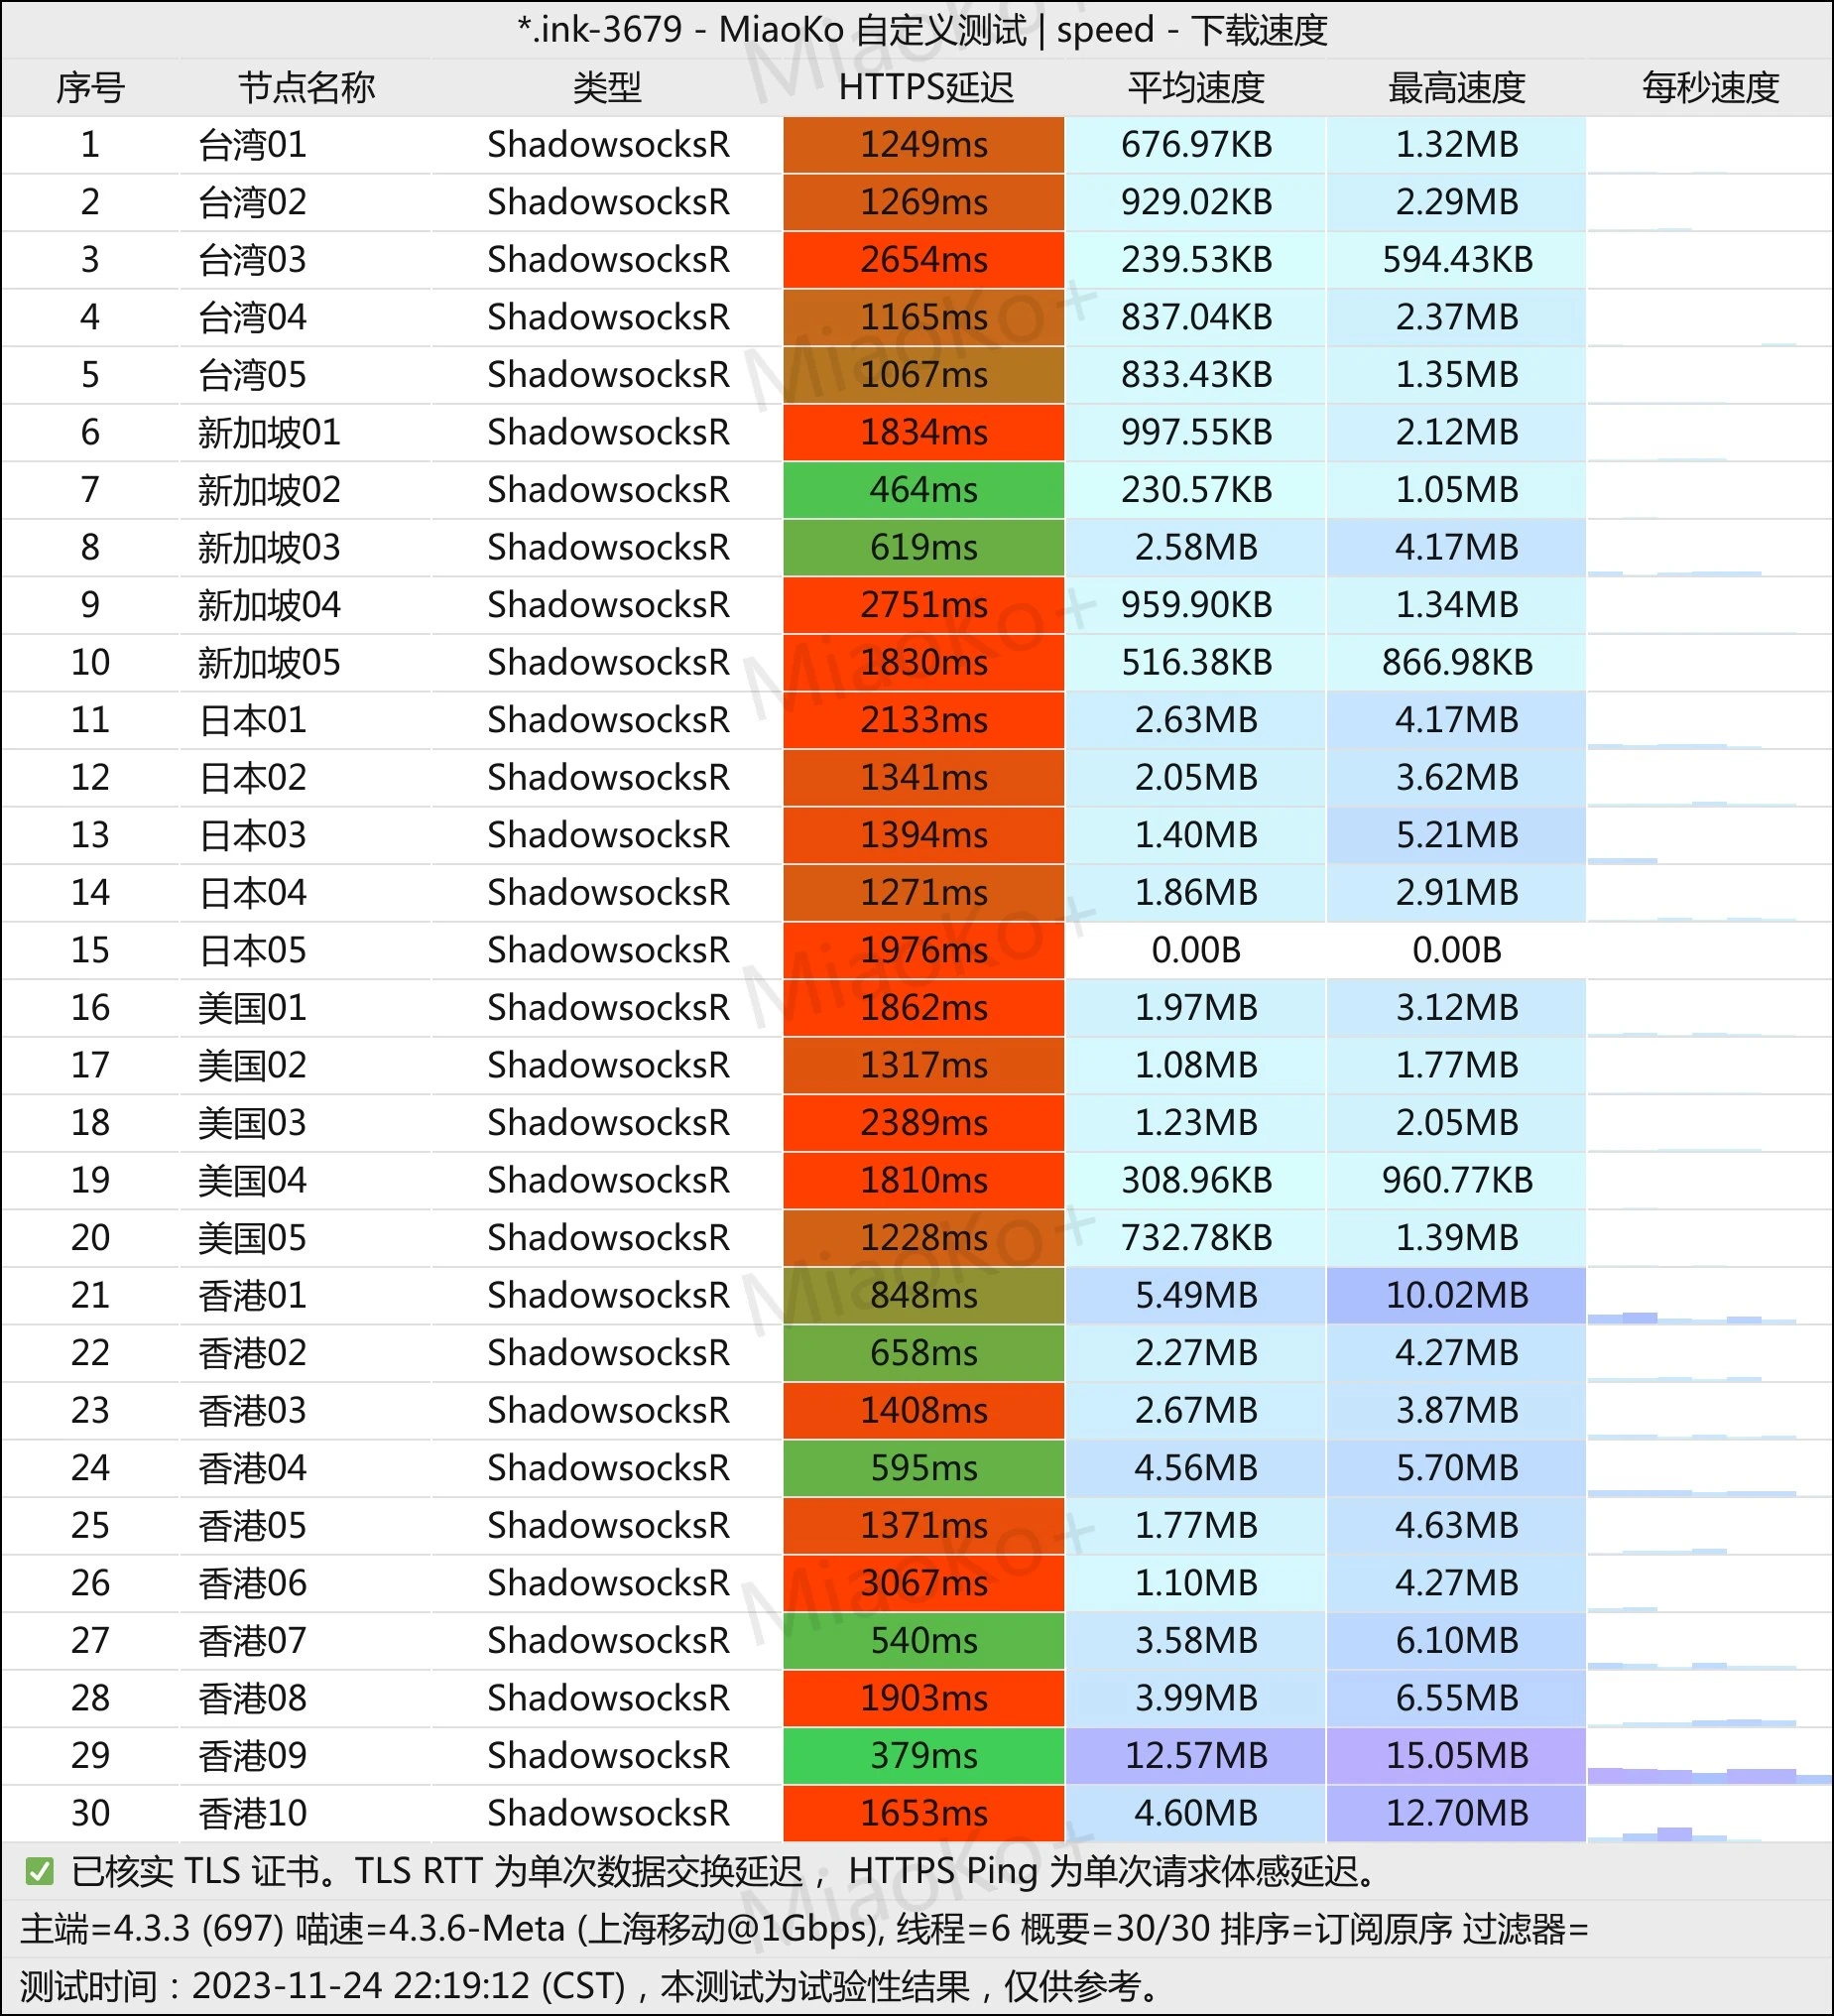 *.ink-3679 - MiaoKo 自定义测试 | speed - 下载速度
序号 节点名称 类型 HTTPS延迟 平均速度 最高速度 每秒速度
1 台湾01 ShadowsocksR 1249ms 676.97KB 1.32MB
2 台湾02 ShadowsocksR 1269ms 929.02KB 2.29MB
3 台湾03 ShadowsocksR 2654ms 239.53KB 594.43KB
4 台湾04 ShadowsocksR 1165ms 837.04KB 2.37MB
5 台湾05 ShadowsocksR 1067ms 833.43KB 1.35MB
6 新加坡01 ShadowsocksR 1834ms 997.55KB 2.12MB
7 新加坡02 ShadowsocksR 464ms 230.57KB 1.05MB
8 新加坡03 ShadowsocksR 619ms 2.58MB 4.17MB
9 新加坡04 ShadowsocksR 2751ms 959.90KB 1.34MB
10 新加坡05 ShadowsocksR 1830ms 516.38KB 866.98KB
11 日本01 ShadowsocksR 2133ms 2.63MB 4.17MB
12 日本02 ShadowsocksR 1341ms 2.05MB 3.62MB
13 日本03 ShadowsocksR 1394ms 1.40MB 5.21MB
14 日本04 ShadowsocksR 1271ms 1.86MB 2.91MB
15 日本05 ShadowsocksR 1976ms 0.00B 0.00B
16 美国01 ShadowsocksR 1862ms 1.97MB 3.12MB
17 美国02 ShadowsocksR 1317ms 1.08MB 1.77MB
18 美国03 ShadowsocksR 2389ms 1.23MB 2.05MB
19 美国04 ShadowsocksR 1810ms 308.96KB 960.77KB
20 美国05 ShadowsocksR 1228ms 732.78KB 1.39MB
21 香港01 ShadowsocksR 848ms 5.49MB 10.02MB
22 香港02 ShadowsocksR 658ms 2.27MB 4.27MB
23 香港03 ShadowsocksR 1408ms 2.67MB 3.87MB
24 香港04 ShadowsocksR 595ms 4.56MB 5.70MB
25 香港05 ShadowsocksR 1371ms 1.77MB 4.63MB
26 香港06 ShadowsocksR 3067ms 1.10MB 4.27MB
27 香港07 ShadowsocksR 540ms 3.58MB 6.10MB
28 香港08 ShadowsocksR 1903ms 3.99MB 6.55MB
29 香港09 ShadowsocksR 379ms 12.57MB 15.05MB
30 香港10 ShadowsocksR 1653ms 4.60MB 12.70MB
✅ 已核实 TLS 证书。TLS RTT 为单次数据交换延迟， HTTPS Ping 为单次请求体感延迟。
主端=4.3.3 (697) 喵速=4.3.6-Meta (上海移动@1Gbps), 线程=6 概要=30/30 排序=订阅原序 过滤器=
测试时间：2023-11-24 22:19:12 (CST)，本测试为试验性结果，仅供参考。
MiaoKo+
MiaoKo+
MiaoKo+
MiaoKo+
MiaoKo+
MiaoKo+
MiaoKo+